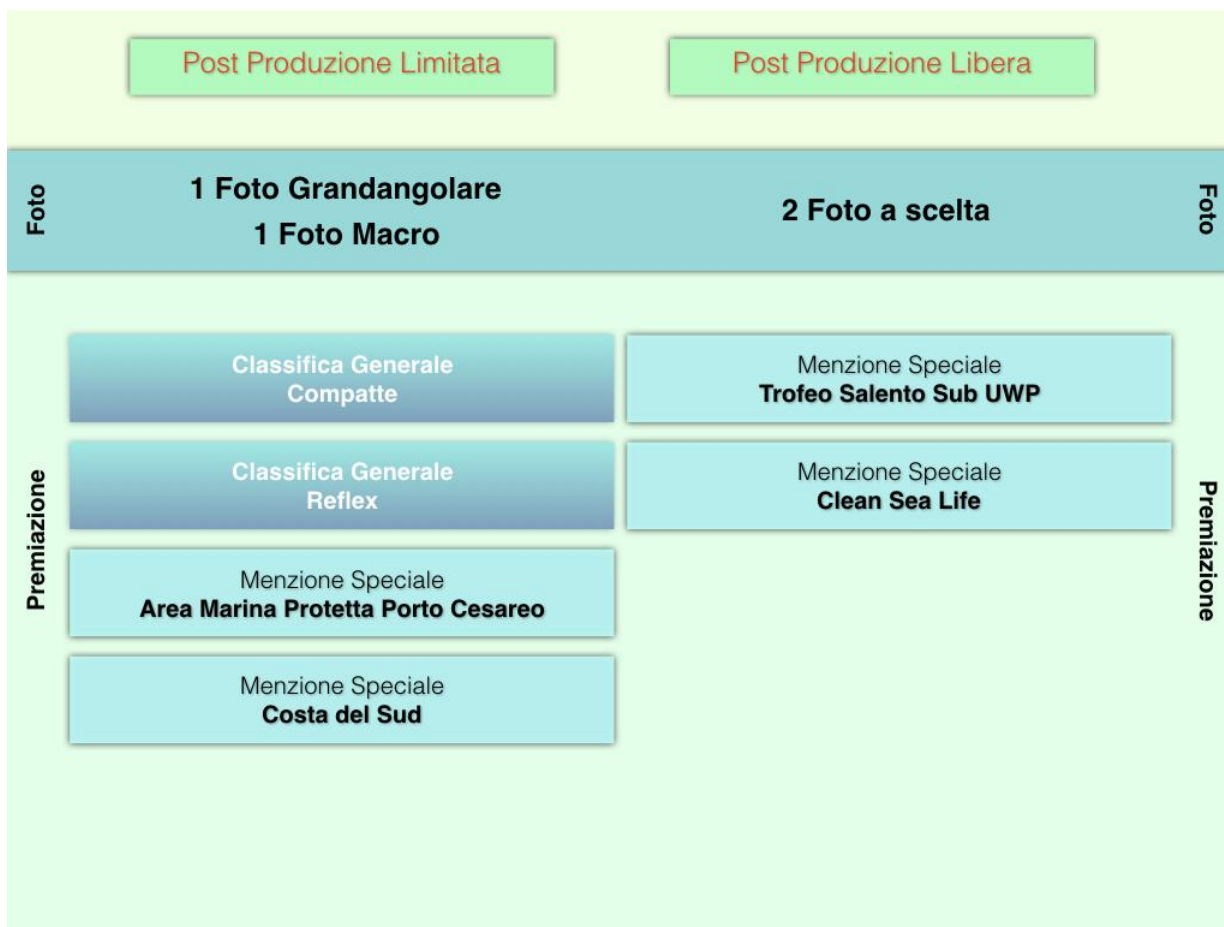 Post Produzione Limitata
Post Produzione Libera
Foto
1 Foto Grandangolare
1 Foto Macro
2 Foto a scelta
Foto
Premiazione
Classifica Generale
Compatte
Menzione Speciale
Trofeo Salento Sub UWP
Classifica Generale
Reflex
Menzione Speciale
Clean Sea Life
Premiazione
Menzione Speciale
Area Marina Protetta Porto Cesareo
Menzione Speciale
Costa del Sud